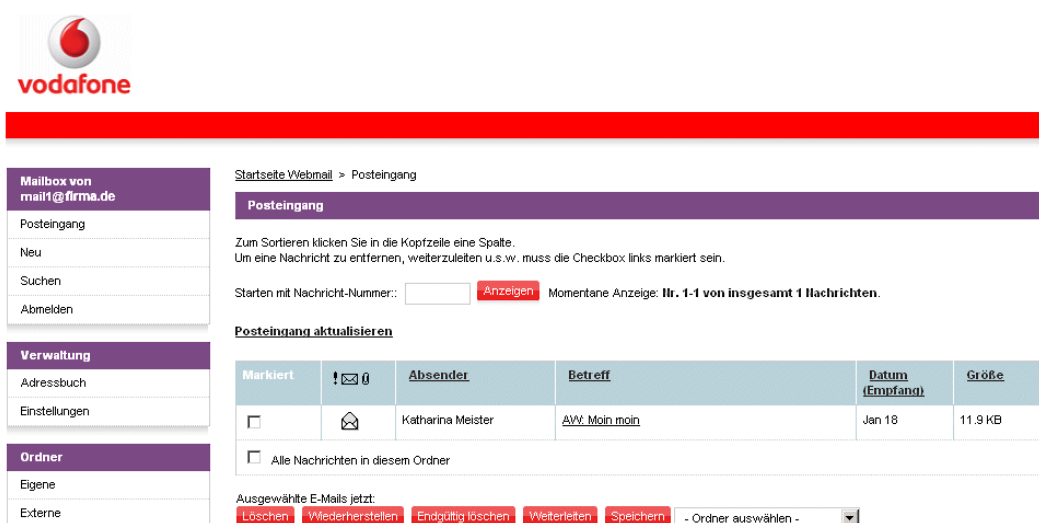 vodafone
Mailbox von
mail1@firma.de
Posteingang
Neu
Suchen
Abmelden
Verwaltung
Adressbuch
Einstellungen
Ordner
Eigene
Externe
Startseite Webmail > Posteingang
Posteingang
Zum Sortieren klicken Sie in die Kopfzeile eine Spalte.
Um eine Nachricht zu entfernen, weiterzuleiten u.s.w. muss die Checkbox links markiert sein.
Starten mit Nachricht-Nummer:: Anzeigen Momentane Anzeige: Nr. 1-1 von insgesamt 1 Nachrichten.
Posteingang aktualisieren
Markiert ! Absender Betreff Datum (Empfang) Größe
Katharina Meister AW: Moin moin Jan 18 11.9 KB
Alle Nachrichten in diesem Ordner
Ausgewählte E-Mails jetzt:
Löschen Wiederherstellen Endgültig löschen Weiterleiten Speichern - Ordner auswählen -